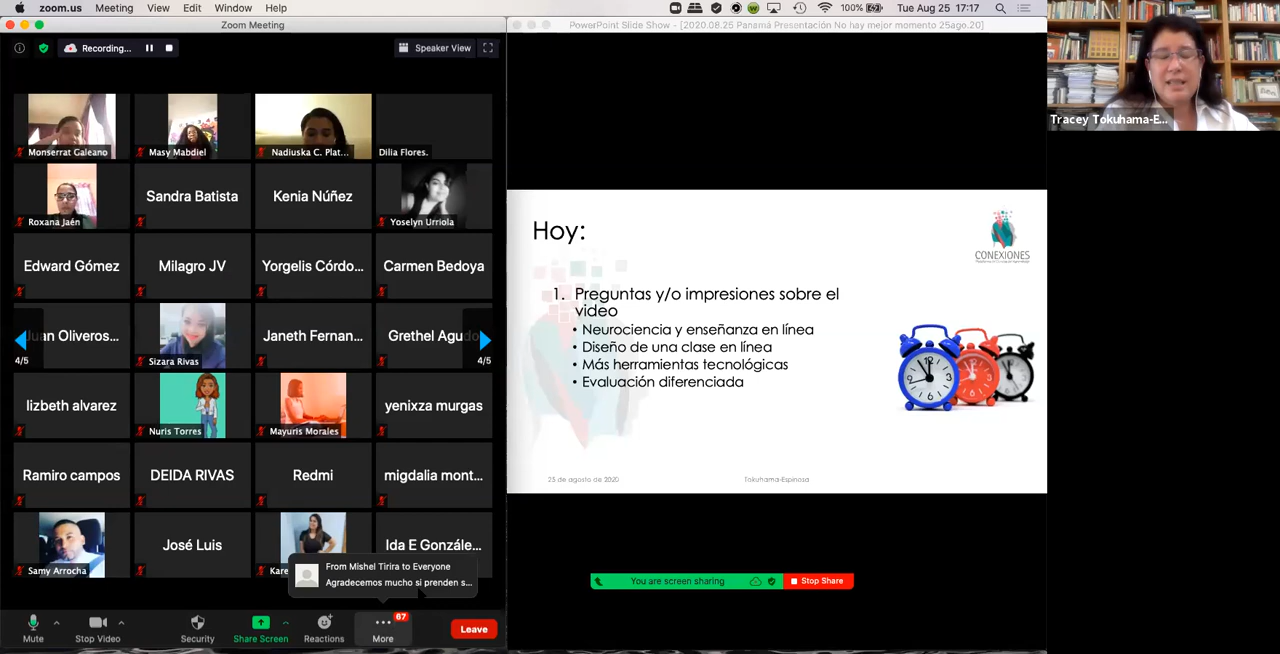 zoom.us Meeting View Edit Window Help
100% Tue Aug 25 17:17
Zoom Meeting
PowerPoint Slide Show - [2020.08.25 Panamá Presentación No hay mejor momento 25ago.20]
Recording...
Speaker View
Tracey Tokuhama-E...
Monserrat Galeano
Masy Mabdiel
Nadiuska C. Plat...
Dilia Flores.
Roxana Jaén
Sandra Batista
Kenia Núñez
Yoselyn Urriola
Edward Gómez
Milagro JV
Yorgelis Córdo...
Carmen Bedoya
Juan Oliveros...
4/5
Sizara Rivas
Janeth Fernan...
Grethel Agud
4/5
lizbeth alvarez
Nuris Torres
Mayuris Morales
yenixza murgas
Ramiro campos
DEIDA RIVAS
Redmi
migdalia mont...
Samy Arrocha
José Luis
Kare
Ida E Gonzále...
From Mishel Tirira to Everyone
Agradecemos mucho si prenden s...
Mute
Stop Video
Security
Share Screen
Reactions
67
More
Leave
Hoy:
CONEXIONES
1. Preguntas y/o impresiones sobre el
video
• Neurociencia y enseñanza en línea
• Diseño de una clase en línea
• Más herramientas tecnológicas
• Evaluación diferenciada
25 de agosto de 2020
Tokuhama-Espinosa
You are screen sharing
Stop Share